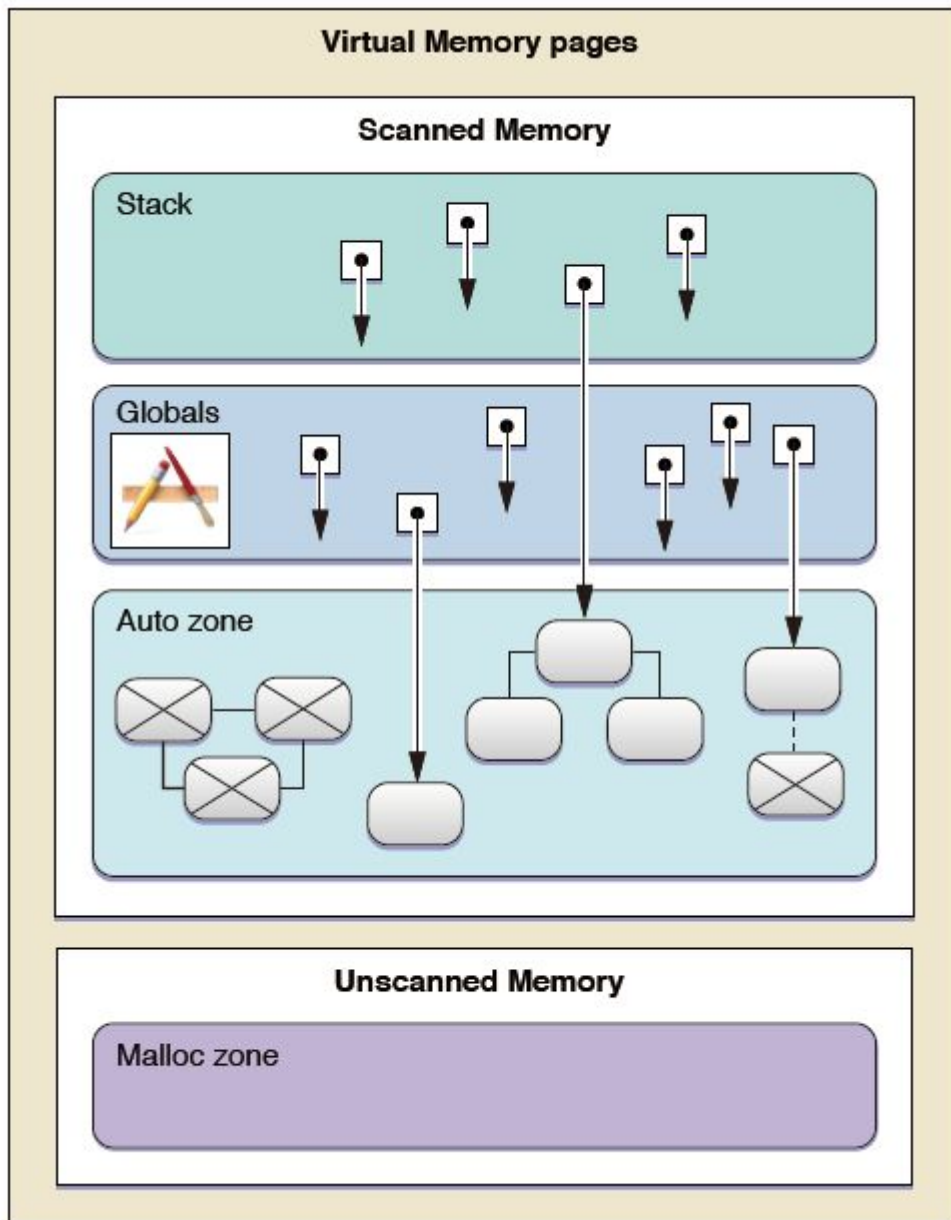 Virtual Memory pages
Scanned Memory
Stack
Globals
Auto zone
Unscanned Memory
Malloc zone